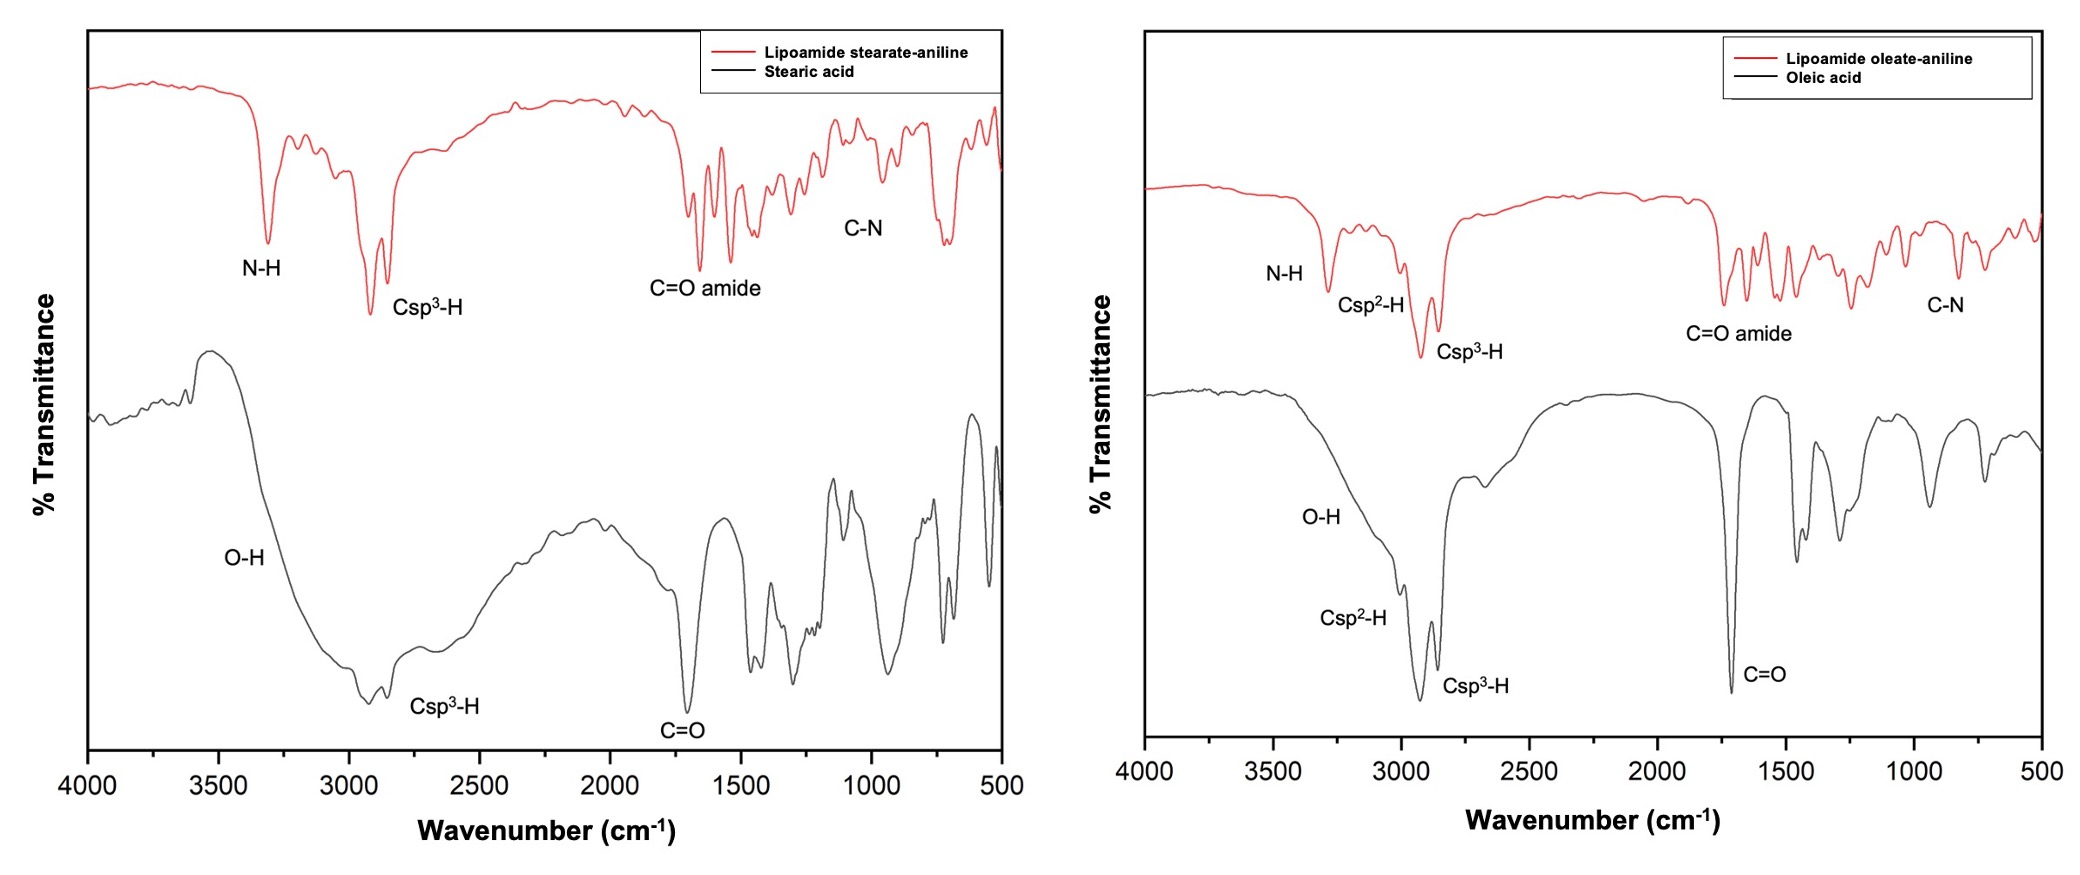 Lipoamide stearate-aniline
Stearic acid
N-H
Csp³-H
C=O amide
C-N
O-H
Csp³-H
C=O
% Transmittance
4000 3500 3000 2500 2000 1500 1000 500
Wavenumber (cm⁻¹)
Lipoamide oleate-aniline
Oleic acid
N-H
Csp²-H
Csp³-H
C=O amide
C-N
O-H
Csp²-H
Csp³-H
C=O
% Transmittance
4000 3500 3000 2500 2000 1500 1000 500
Wavenumber (cm⁻¹)